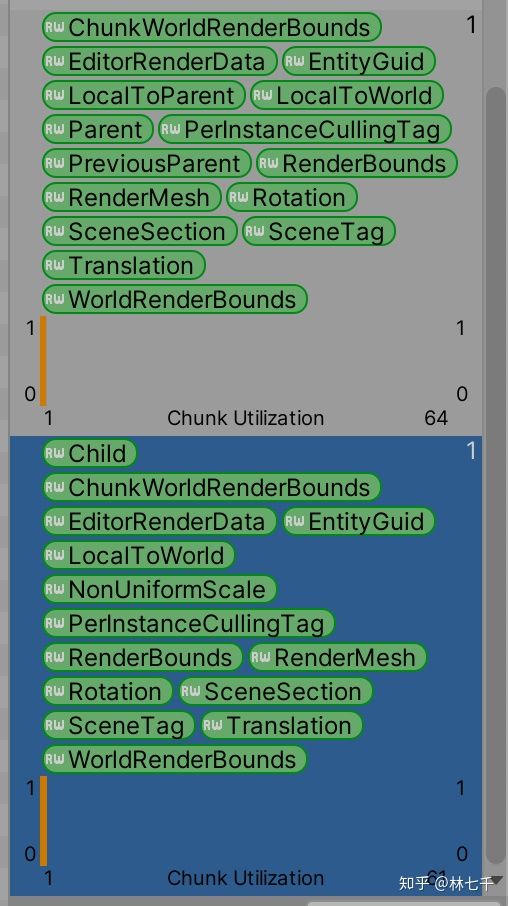 RW ChunkWorldRenderBounds 1
RW EditorRenderData RW EntityGuid
RW LocalToParent RW LocalToWorld
RW Parent RW PerInstanceCullingTag
RW PreviousParent RW RenderBounds
RW RenderMesh RW Rotation
RW SceneSection RW SceneTag
RW Translation
RW WorldRenderBounds
1 1
0 0
1 Chunk Utilization 64
RW Child 1
RW ChunkWorldRenderBounds
RW EditorRenderData RW EntityGuid
RW LocalToWorld
RW NonUniformScale
RW PerInstanceCullingTag
RW RenderBounds RW RenderMesh
RW Rotation RW SceneSection
RW SceneTag RW Translation
RW WorldRenderBounds
1 1
0 0
1 Chunk Utilization 61
知乎 @林七千